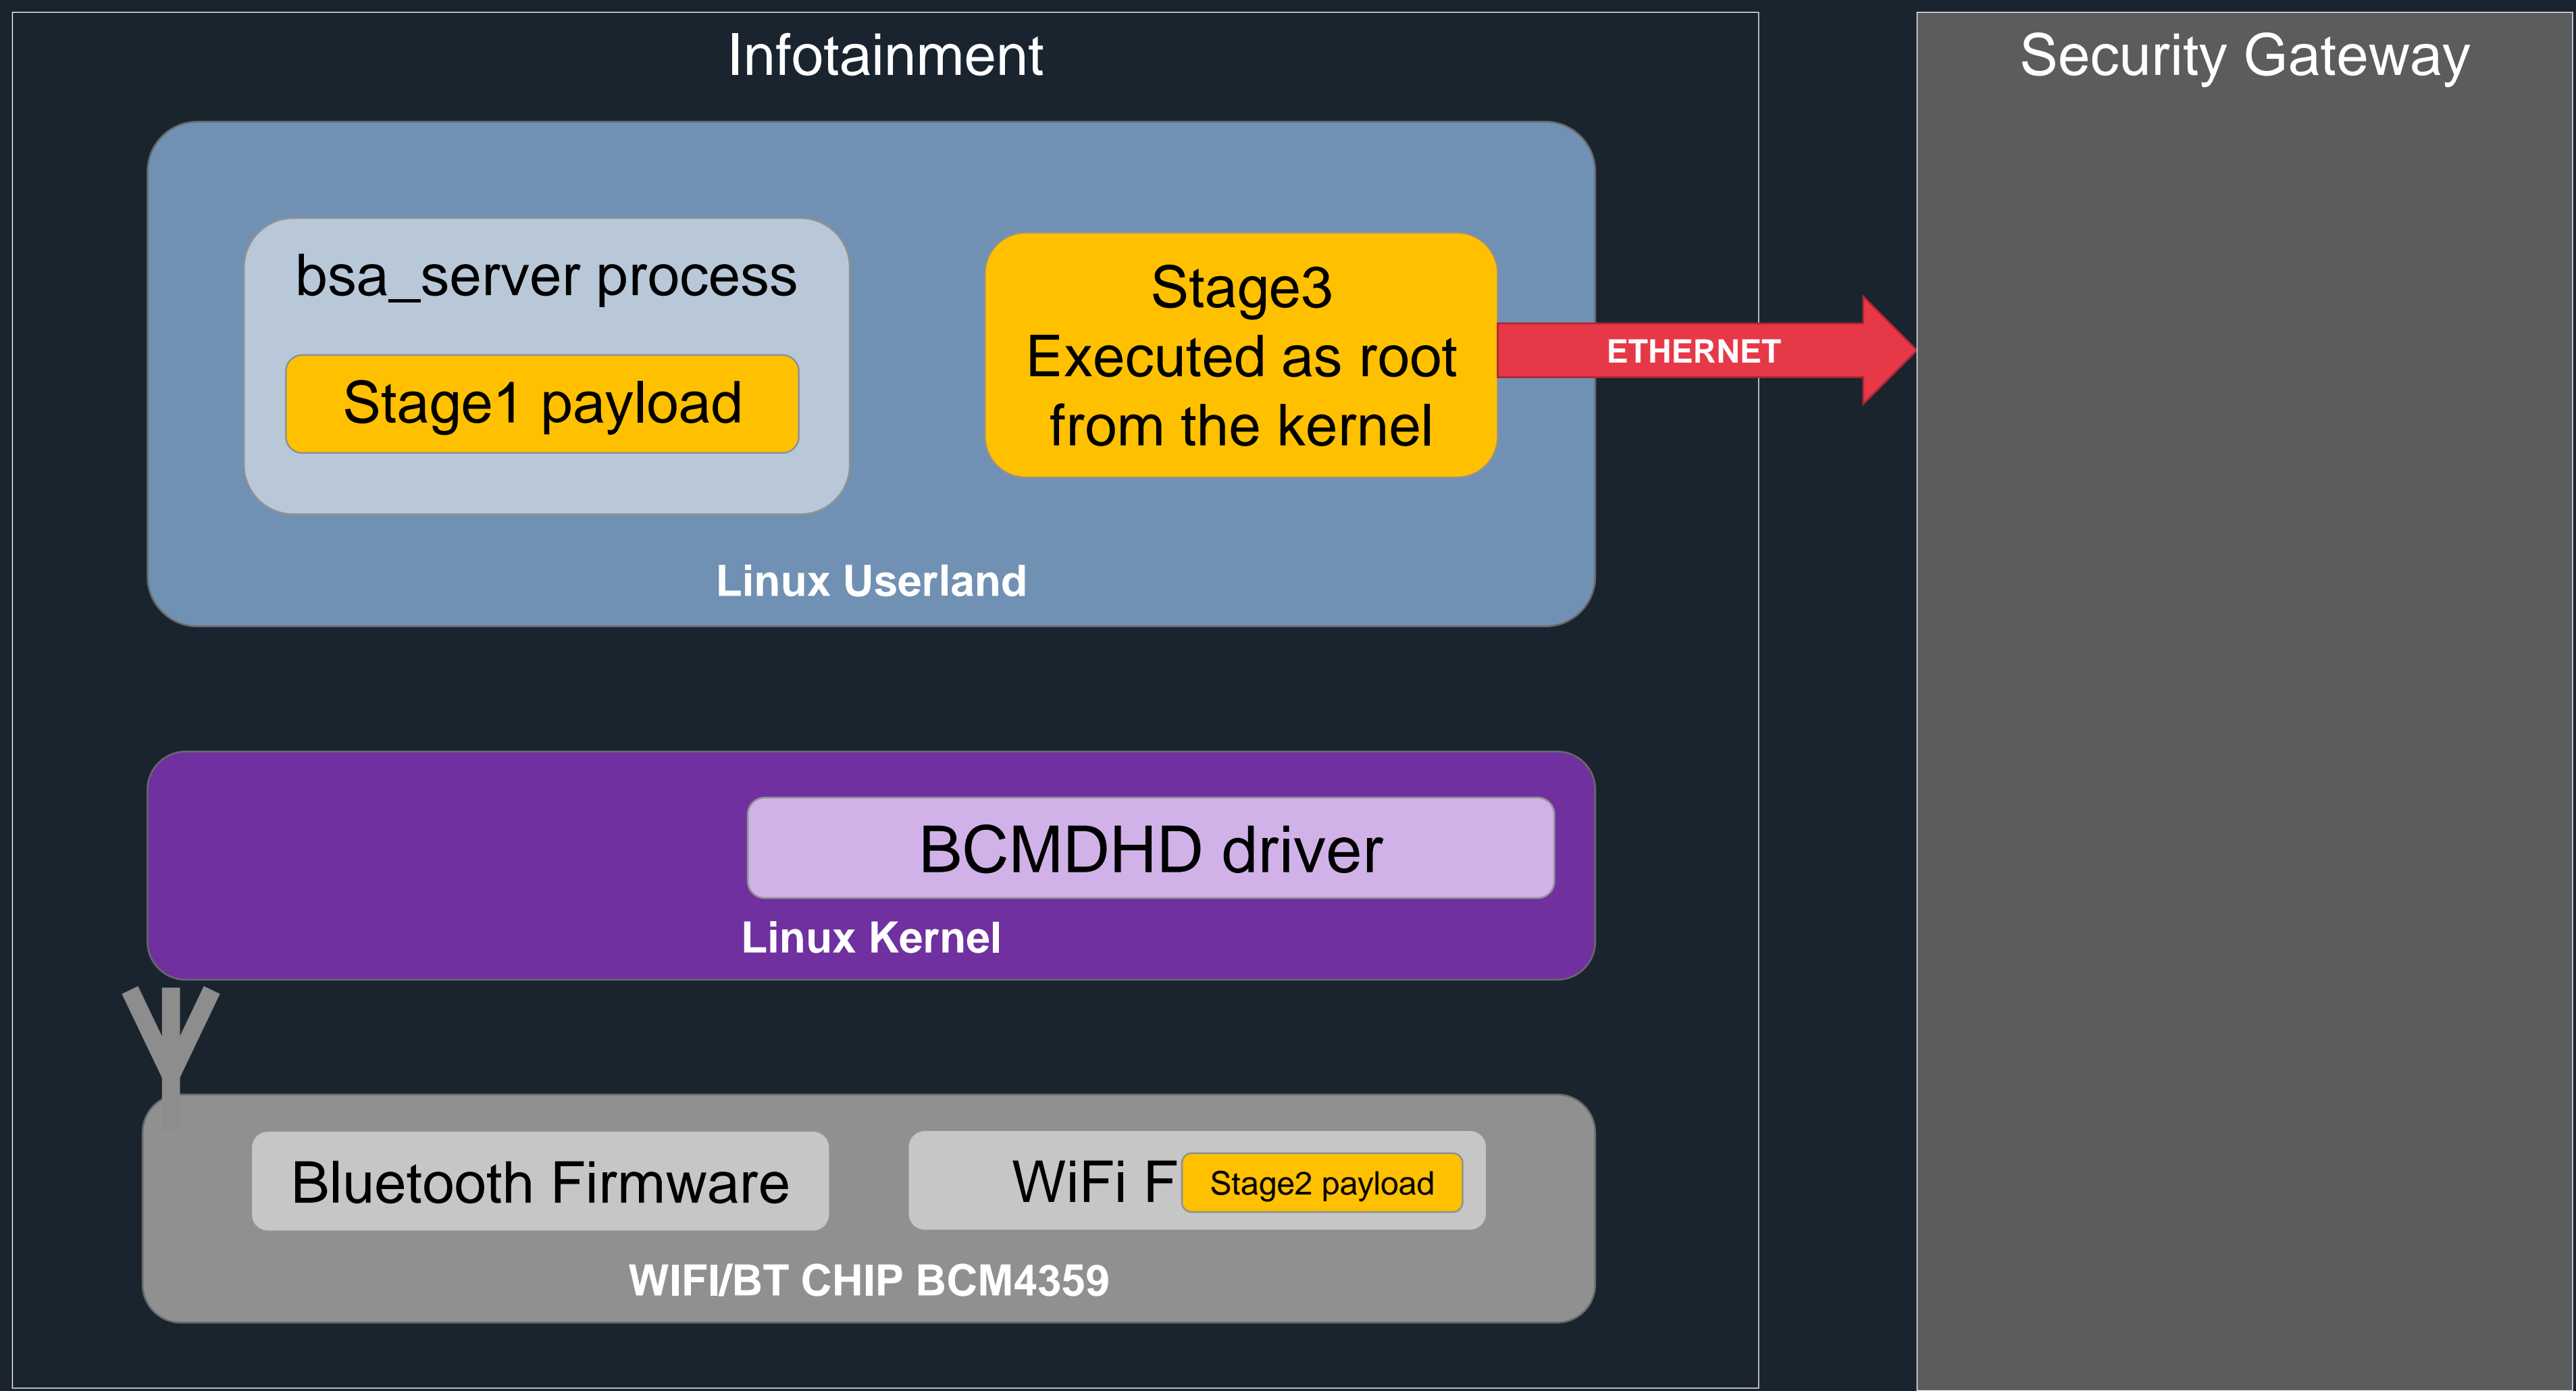 Infotainment
Security Gateway
bsa_server process
Stage1 payload
Stage3
Executed as root
from the kernel
ETHERNET
Linux Userland
BCMDHD driver
Linux Kernel
Bluetooth Firmware
WiFi F
Stage2 payload
WIFI/BT CHIP BCM4359